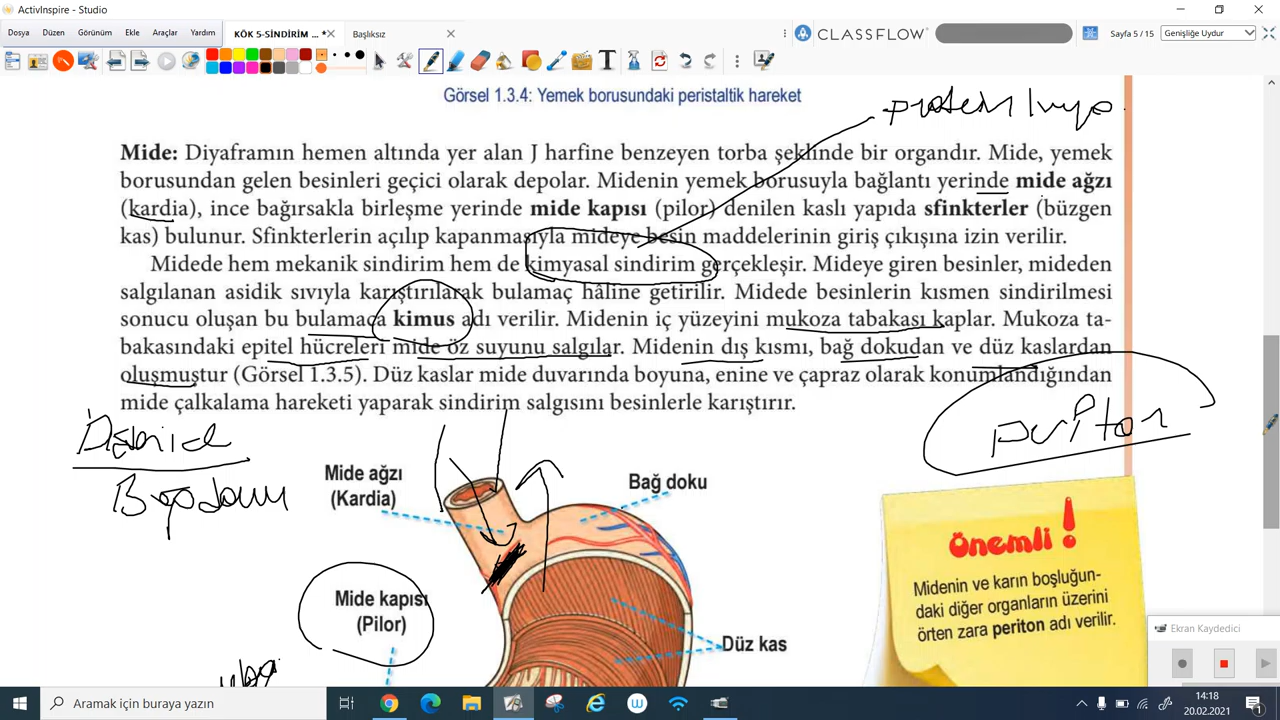 ActivInspire - Studio
Dosya Düzen Görünüm Ekle Araçlar Yardım KÖK 5-SİNDİRİM ...* Başlıksız CLASSFLOW Sayfa 5 / 15 Genişliğe Uydur
Görsel 1.3.4: Yemek borusundaki peristaltik hareket
Mide: Diyaframın hemen altında yer alan J harfine benzeyen torba şeklinde bir organdır. Mide, yemek
borusundan gelen besinleri geçici olarak depolar. Midenin yemek borusuyla bağlantı yerinde mide ağzı
(kardia), ince bağırsakla birleşme yerinde mide kapısı (pilor) denilen kaslı yapıda sfinkterler (büzgen
kas) bulunur. Sfinkterlerin açılıp kapanmasıyla mideye besin maddelerinin giriş çıkışına izin verilir.
Midede hem mekanik sindirim hem de kimyasal sindirim gerçekleşir. Mideye giren besinler, mideden
salgılanan asidik sıvıyla karıştırılarak bulamaç hâline getirilir. Midede besinlerin kısmen sindirilmesi
sonucu oluşan bu bulamaca kimus adı verilir. Midenin iç yüzeyini mukoza tabakası kaplar. Mukoza ta-
bakasındaki epitel hücreleri mide öz suyunu salgılar. Midenin dış kısmı, bağ dokudan ve düz kaslardan
oluşmuştur (Görsel 1.3.5). Düz kaslar mide duvarında boyuna, enine ve çapraz olarak konumlandığından
mide çalkalama hareketi yaparak sindirim salgısını besinlerle karıştırır.
periton
Mide ağzı
(Kardia)
Bağ doku
Mide kapısı
(Pilor)
Düz kas
Önemli!
Midenin ve karın boşluğun-
daki diğer organların üzerini
örten zara periton adı verilir.
Ekran Kaydedici
Aramak için buraya yazın
14:18
20.02.2021